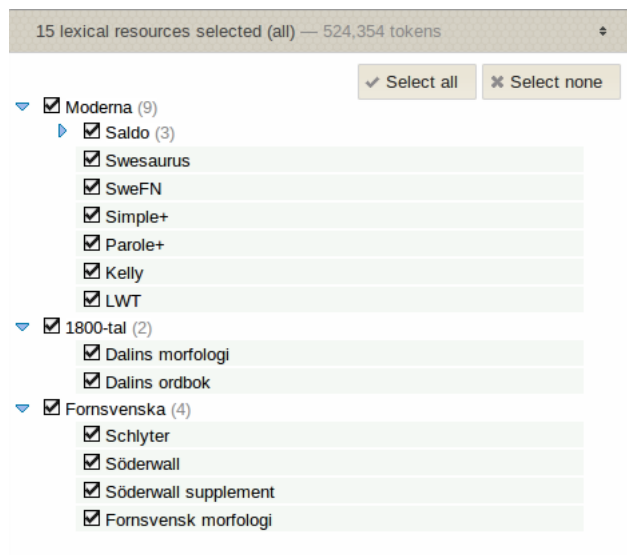 15 lexical resources selected (all) — 524,354 tokens
Select all Select none
Moderna (9)
Saldo (3)
Swesaurus
SweFN
Simple+
Parole+
Kelly
LWT
1800-tal (2)
Dalins morfologi
Dalins ordbok
Fornsvenska (4)
Schlyter
Söderwall
Söderwall supplement
Fornsvensk morfologi